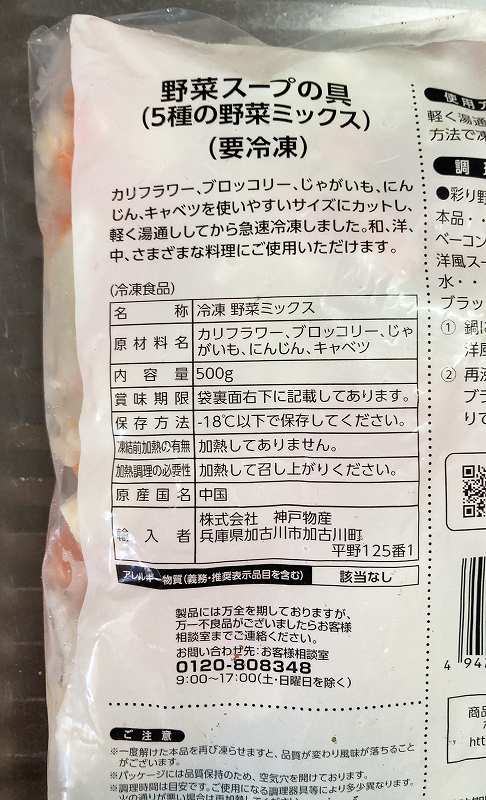 野菜スープの具
(5種の野菜ミックス)
(要冷凍)
カリフラワー、ブロッコリー、じゃがいも、にん
じん、キャベツを使いやすいサイズにカットし、
軽く湯通ししてから急速冷凍しました。和、洋、
中、さまざまな料理にご使用いただけます。
(冷凍食品)
名称 冷凍 野菜ミックス
原材料名 カリフラワー、ブロッコリー、じゃ
がいも、にんじん、キャベツ
内容量 500g
賞味期限 袋裏面右下に記載してあります。
保存方法 -18℃以下で保存してください。
凍結前加熱の有無 加熱してありません。
加熱調理の必要性 加熱して召し上がりください。
原産国名 中国
輸入者 株式会社 神戸物産
兵庫県加古川市加古川町
平野125番1
アレルギー物質(義務・推奨表示品目を含む) 該当なし
製品には万全を期しておりますが、
万一不良品がございましたらお客様
相談室までご連絡ください。
お問い合わせ先:お客様相談室
0120-808348
9:00~17:00(土・日曜日を除く)
ご注意
※一度解けた本品を再び凍らせますと、品質が変わり風味が落ちること
がございます。
※パッケージには品質保持のため、空気穴を開けております。
※調理時間は目安です。ご使用になる調理器具等により多少異なります。
使用方
軽く湯通
方法で凍
調理
●彩り野
本品・・
ベーコン
洋風スー
水・・
ブラッ
① 鍋に
洋風
② 再沸
ブラ
りて
4 94
商品
htt